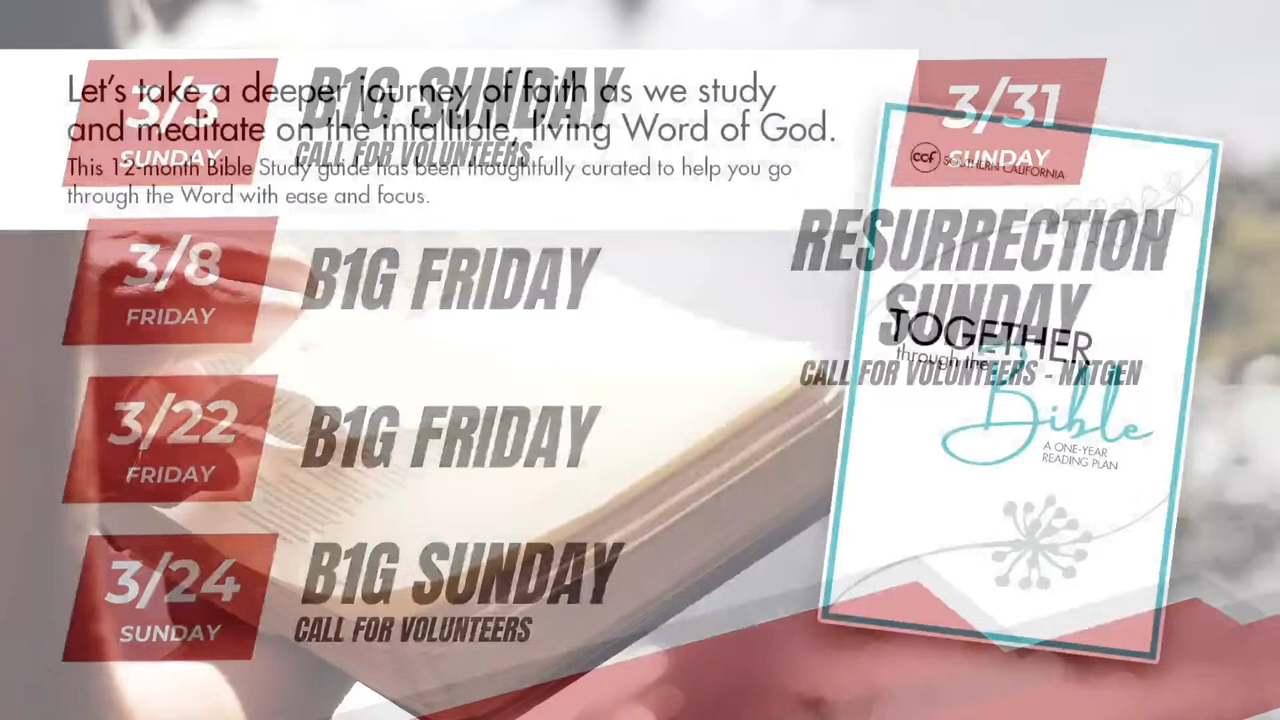 Let's take a deeper journey of faith as we study
and meditate on the infallible, living Word of God.
This 12-month Bible Study guide has been thoughtfully curated to help you go
through the Word with ease and focus.
3/3
SUNDAY
B1G SUNDAY
CALL FOR VOLUNTEERS
3/8
FRIDAY
B1G FRIDAY
3/22
FRIDAY
B1G FRIDAY
3/24
SUNDAY
B1G SUNDAY
CALL FOR VOLUNTEERS
3/31
SUNDAY
RESURRECTION
SUNDAY
CALL FOR VOLUNTEERS - NXTGEN
ccf SOUTHERN CALIFORNIA
TOGETHER
through the
Bible
A ONE-YEAR
READING PLAN